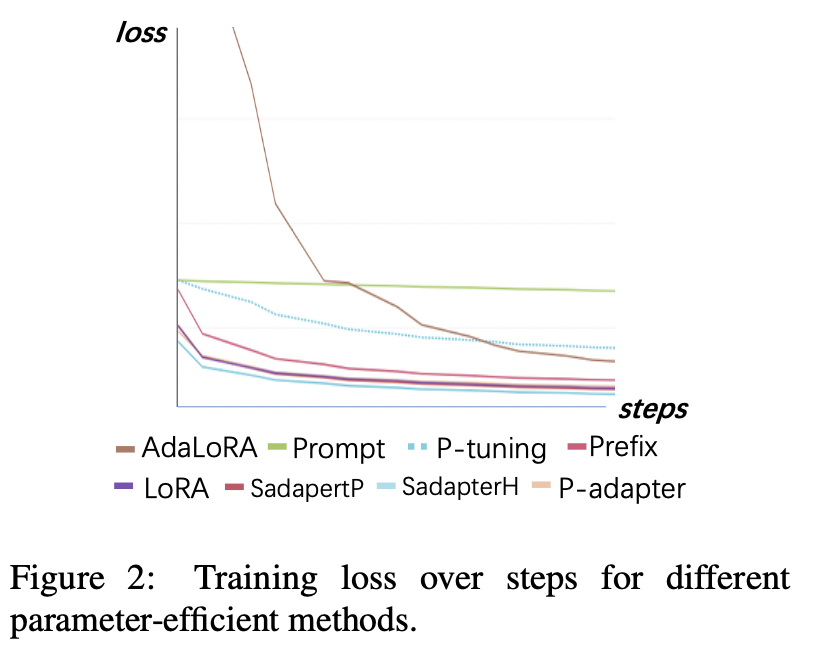 loss
steps
AdaLoRA Prompt P-tuning Prefix
LoRA SadapertP SadapterH P-adapter
Figure 2: Training loss over steps for different
parameter-efficient methods.